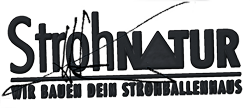 StrohNATUR
WIR BAUEN DEIN STROHBALLENHAUS